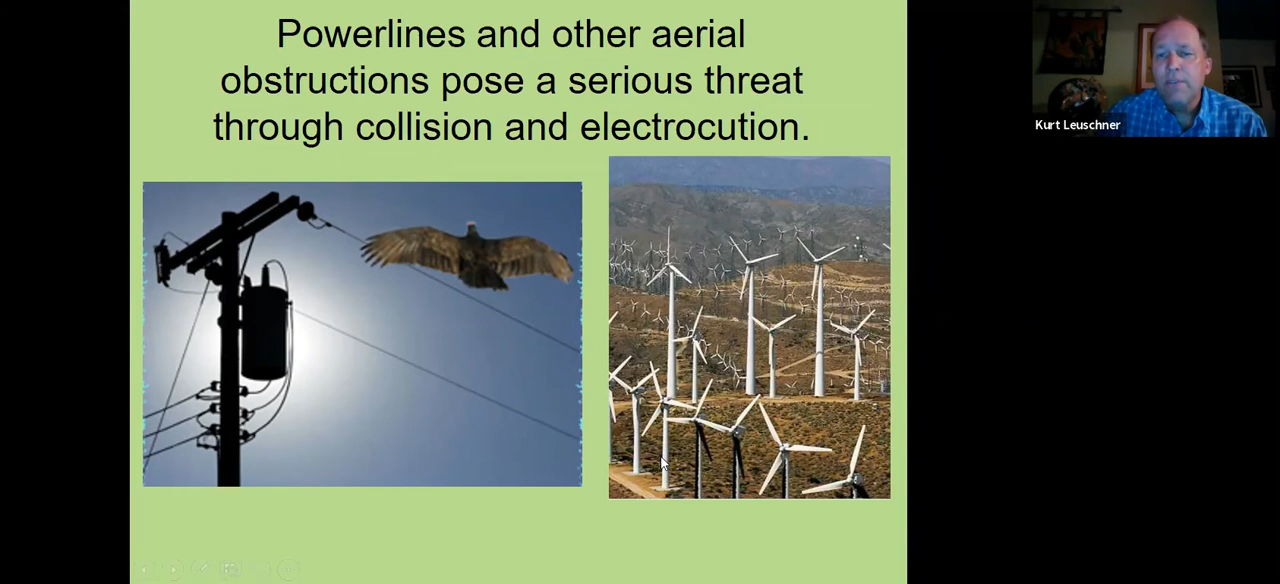 Powerlines and other aerial
obstructions pose a serious threat
through collision and electrocution.
Kurt Leuschner